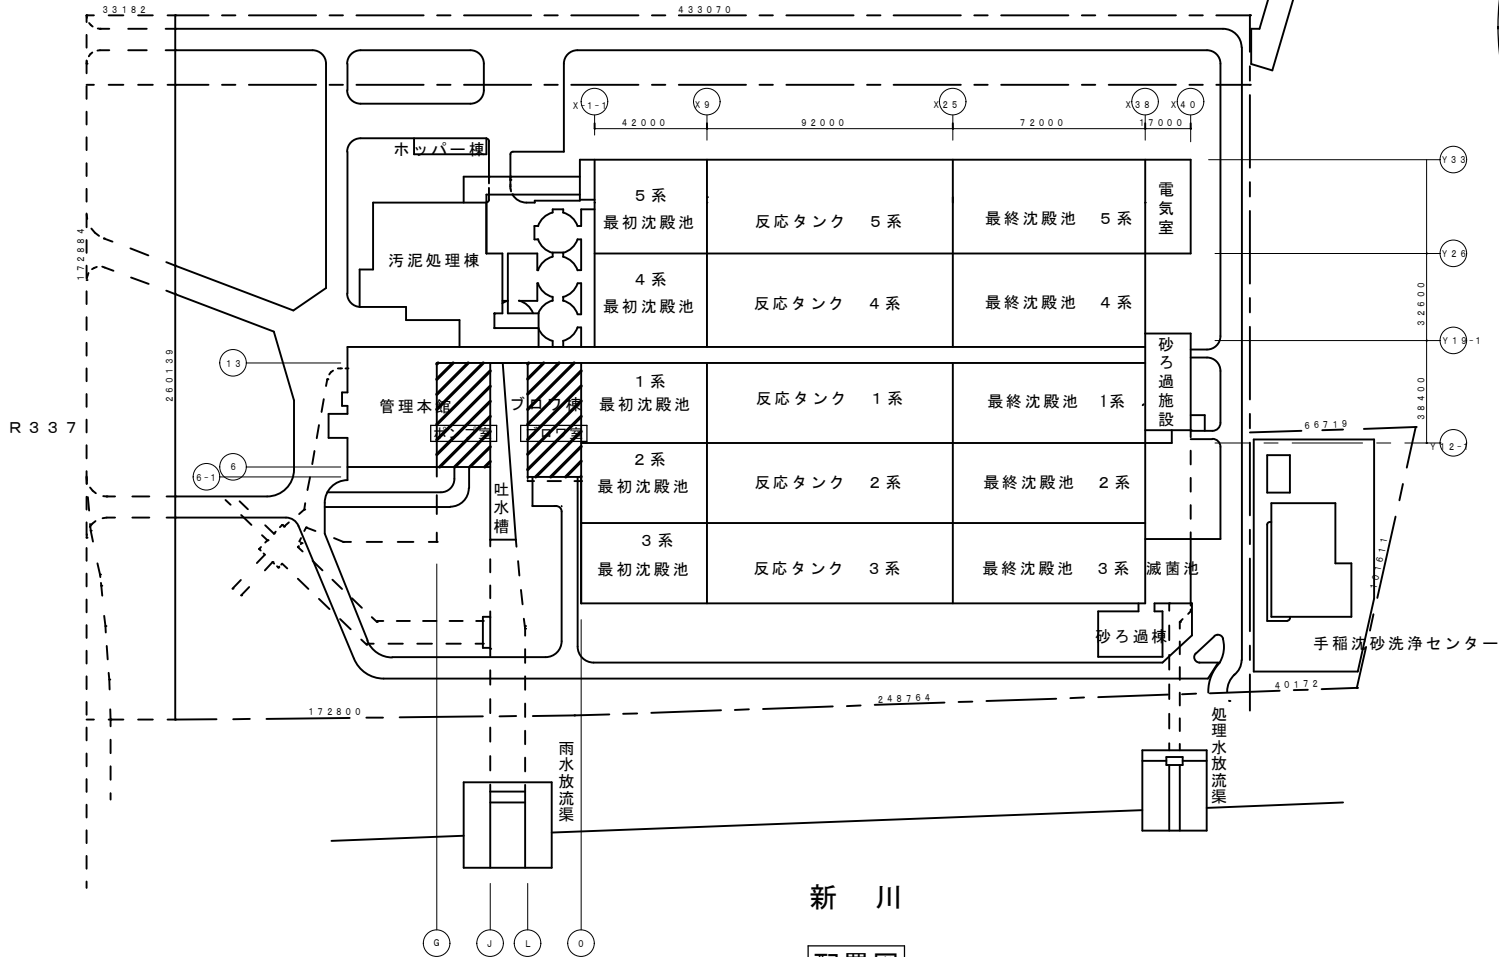 33182
433070
X-1-1
X9
X25
X38
X40
42000
92000
72000
17000
ホッパー棟
Y33
5系
最初沈殿池
反応タンク 5系
最終沈殿池 5系
電気室
172884
汚泥処理棟
Y26
4系
最初沈殿池
反応タンク 4系
最終沈殿池 4系
32600
260139
13
砂ろ過施設
Y19-1
1系
最初沈殿池
反応タンク 1系
最終沈殿池 1系
管理本館
ブロワ棟
38400
R337
ポンプ室
ブロワ室
66719
Y12-1
6
6-1
2系
最初沈殿池
反応タンク 2系
最終沈殿池 2系
吐水槽
3系
最初沈殿池
反応タンク 3系
最終沈殿池 3系
滅菌池
107611
砂ろ過棟
手稲沈砂洗浄センター
40172
248764
172800
処理水放流渠
雨水放流渠
新 川
G
J
L
O
配置図